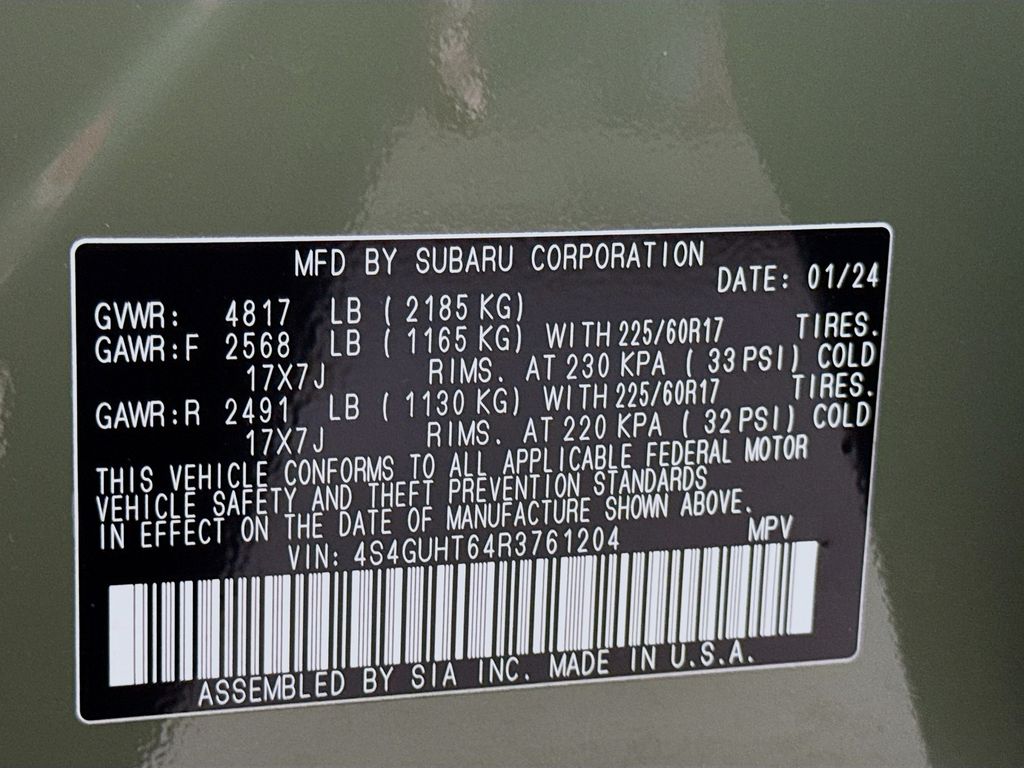 MFD BY SUBARU CORPORATION
DATE: 01/24
GVWR: 4817 LB ( 2185 KG)
GAWR:F 2568 LB ( 1165 KG) WITH 225/60R17 TIRES.
17X7J RIMS. AT 230 KPA ( 33 PSI) COLD
GAWR:R 2491 LB ( 1130 KG) WITH 225/60R17 TIRES.
17X7J RIMS. AT 220 KPA ( 32 PSI) COLD
THIS VEHICLE CONFORMS TO ALL APPLICABLE FEDERAL MOTOR
VEHICLE SAFETY AND THEFT PREVENTION STANDARDS
IN EFFECT ON THE DATE OF MANUFACTURE SHOWN ABOVE.
VIN: 4S4GUHT64R3761204 MPV
ASSEMBLED BY SIA INC. MADE IN U.S.A.